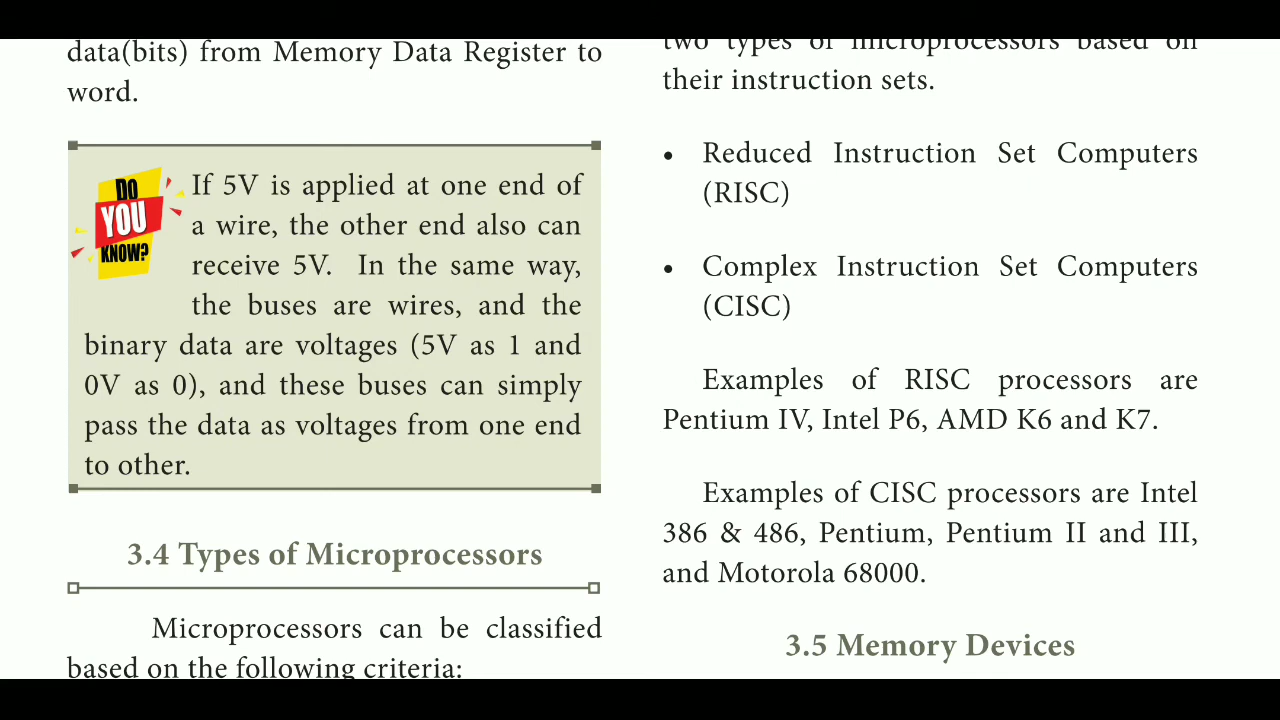 data(bits) from Memory Data Register to
word.
DO
YOU
KNOW?
If 5V is applied at one end of
a wire, the other end also can
receive 5V. In the same way,
the buses are wires, and the
binary data are voltages (5V as 1 and
0V as 0), and these buses can simply
pass the data as voltages from one end
to other.
3.4 Types of Microprocessors
Microprocessors can be classified
based on the following criteria:
two types of microprocessors based on
their instruction sets.
• Reduced Instruction Set Computers
(RISC)
• Complex Instruction Set Computers
(CISC)
Examples of RISC processors are
Pentium IV, Intel P6, AMD K6 and K7.
Examples of CISC processors are Intel
386 & 486, Pentium, Pentium II and III,
and Motorola 68000.
3.5 Memory Devices